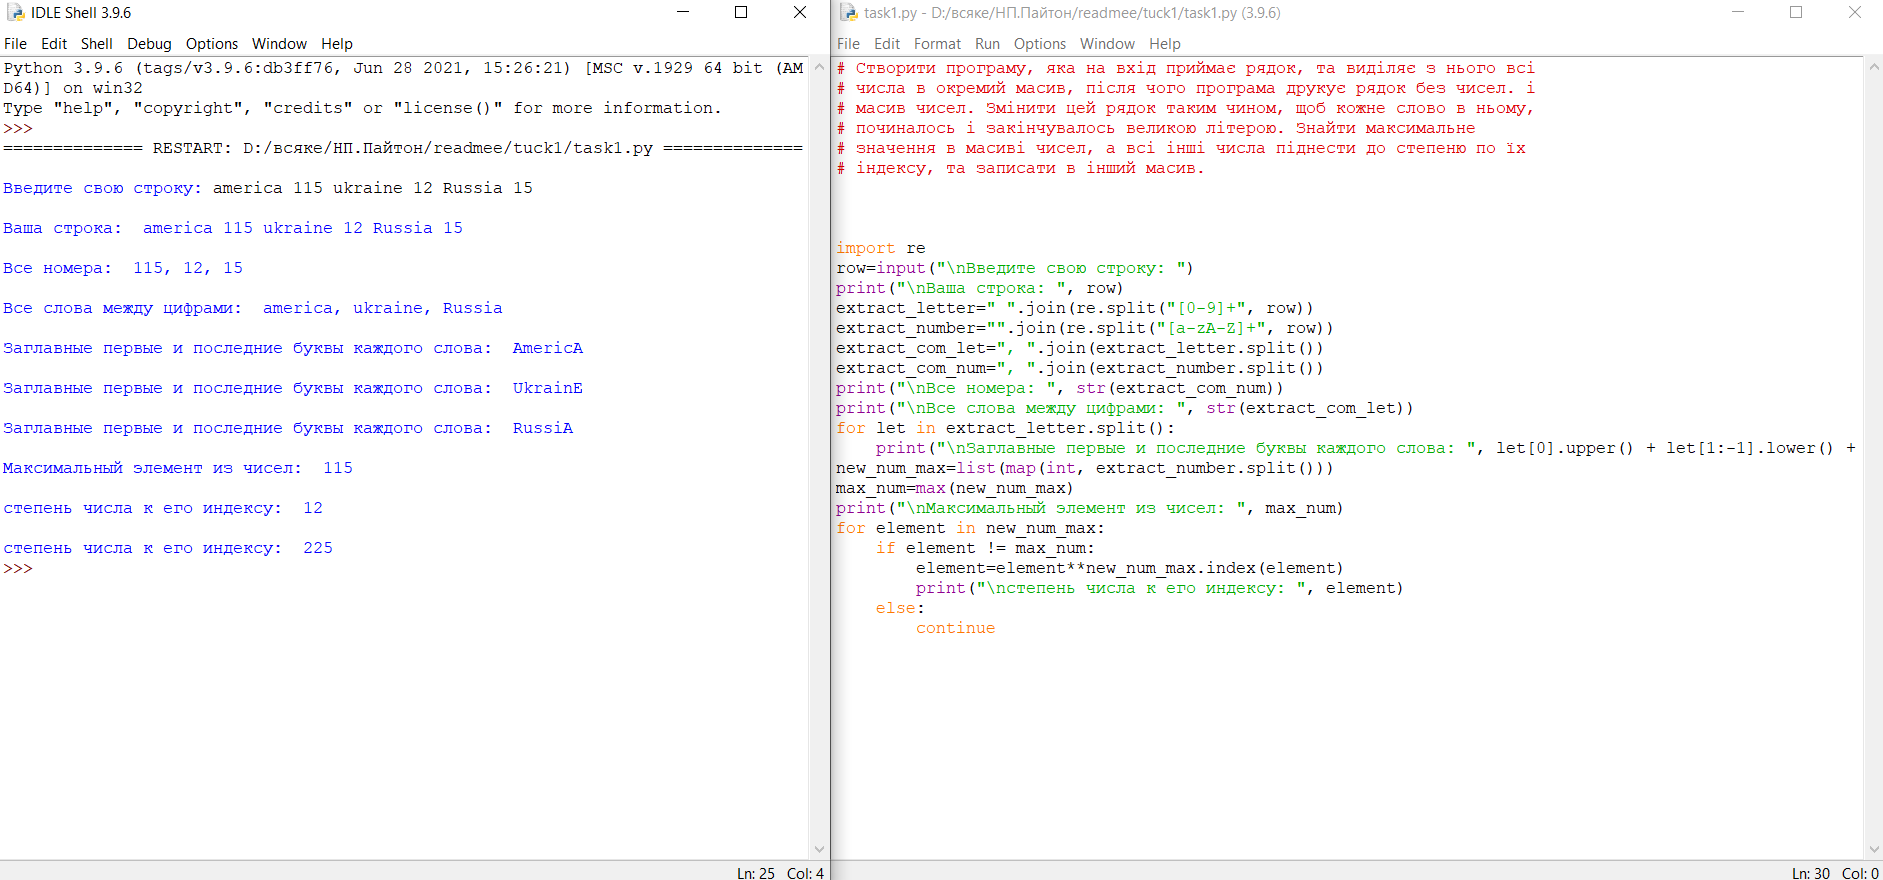 IDLE Shell 3.9.6
File Edit Shell Debug Options Window Help
Python 3.9.6 (tags/v3.9.6:db3ff76, Jun 28 2021, 15:26:21) [MSC v.1929 64 bit (AM
D64)] on win32
Type "help", "copyright", "credits" or "license()" for more information.
>>>
============== RESTART: D:/всяке/НП.Пайтон/readmee/tuck1/task1.py ==============
Введите свою строку: america 115 ukraine 12 Russia 15
Ваша строка:  america 115 ukraine 12 Russia 15
Все номера:  115, 12, 15
Все слова между цифрами:  america, ukraine, Russia
Заглавные первые и последние буквы каждого слова:  AmericA
Заглавные первые и последние буквы каждого слова:  UkrainE
Заглавные первые и последние буквы каждого слова:  RussiA
Максимальный элемент из чисел:  115
степень числа к его индексу:  12
степень числа к его индексу:  225
>>>
Ln: 25 Col: 4
task1.py - D:/всяке/НП.Пайтон/readmee/tuck1/task1.py (3.9.6)
File Edit Format Run Options Window Help
# Створити програму, яка на вхід приймає рядок, та виділяє з нього всі
# числа в окремий масив, після чого програма друкує рядок без чисел. і
# масив чисел. Змінити цей рядок таким чином, щоб кожне слово в ньому,
# починалось і закінчувалось великою літерою. Знайти максимальне
# значення в масиві чисел, а всі інші числа піднести до степеню по їх
# індексу, та записати в інший масив.
import re
row=input("\nВведите свою строку: ")
print("\nВаша строка: ", row)
extract_letter=" ".join(re.split("[0-9]+", row))
extract_number="".join(re.split("[a-zA-Z]+", row))
extract_com_let=", ".join(extract_letter.split())
extract_com_num=", ".join(extract_number.split())
print("\nВсе номера: ", str(extract_com_num))
print("\nВсе слова между цифрами: ", str(extract_com_let))
for let in extract_letter.split():
    print("\nЗаглавные первые и последние буквы каждого слова: ", let[0].upper() + let[1:-1].lower() +
new_num_max=list(map(int, extract_number.split()))
max_num=max(new_num_max)
print("\nМаксимальный элемент из чисел: ", max_num)
for element in new_num_max:
    if element != max_num:
        element=element**new_num_max.index(element)
        print("\nстепень числа к его индексу: ", element)
    else:
        continue
Ln: 30 Col: 0